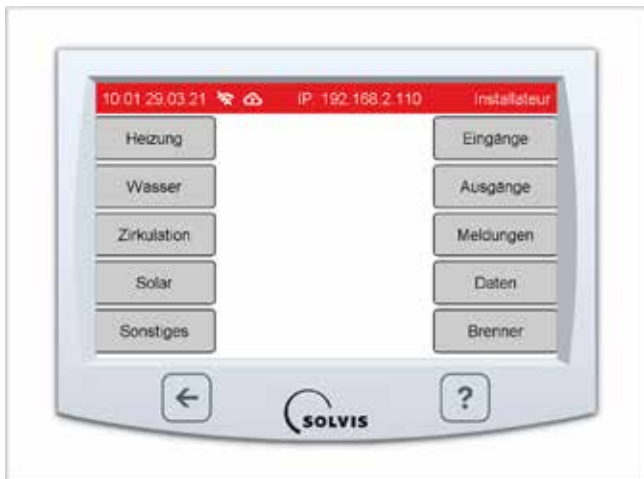 10:01 29.03.21 IP: 192.168.2.110 Installateur
Heizung Eingänge
Wasser Ausgänge
Zirkulation Meldungen
Solar Daten
Sonstiges Brenner
?
SOLVIS